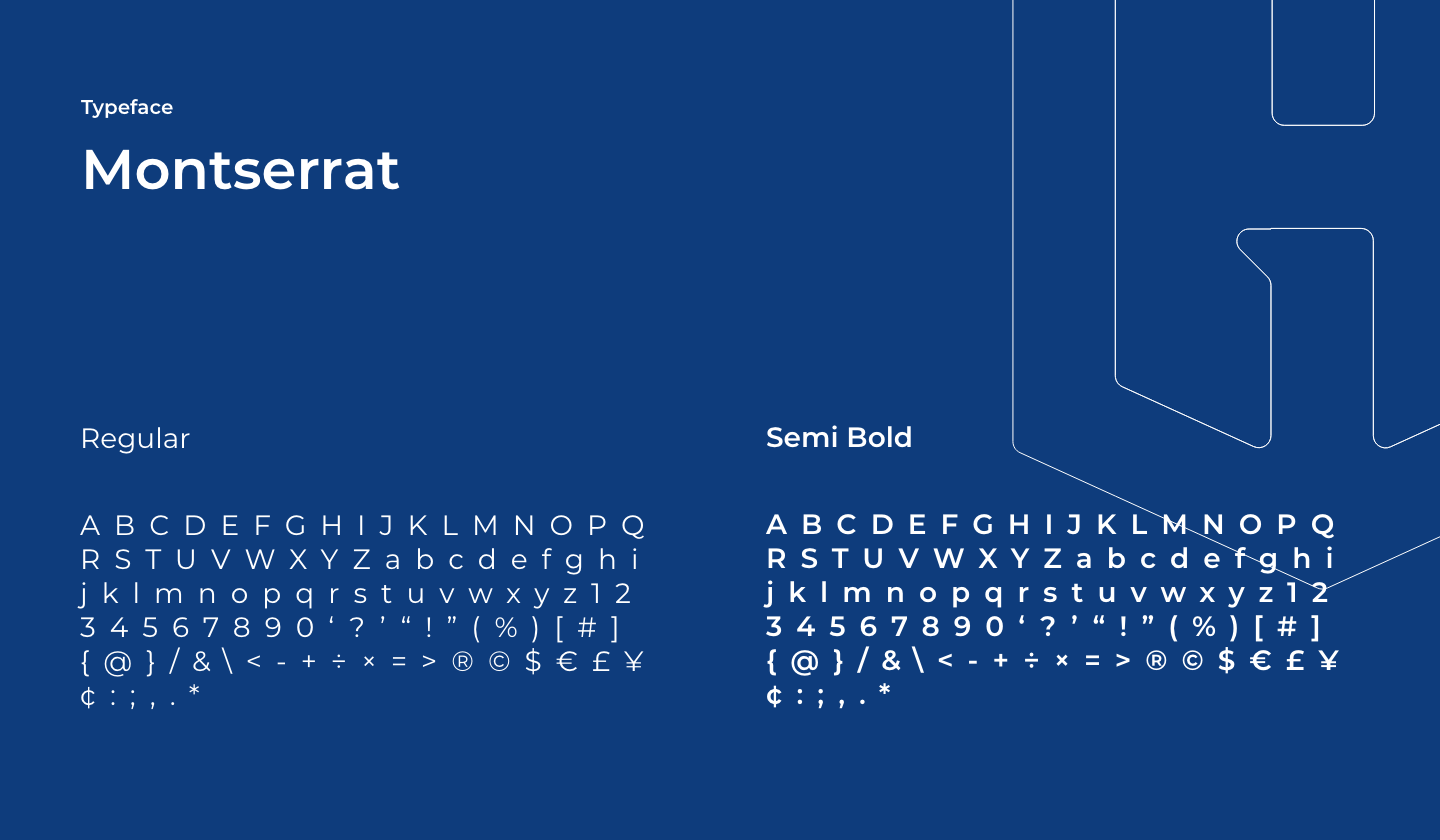 Typeface
Montserrat
Regular
A B C D E F G H I J K L M N O P Q
R S T U V W X Y Z a b c d e f g h i
j k l m n o p q r s t u v w x y z 1 2
3 4 5 6 7 8 9 0 ‘ ? ’ “ ! ” ( % ) [ # ]
{ @ } / & \ < - + ÷ × = > ® © $ € £ ¥
¢ : ; , . *
Semi Bold
A B C D E F G H I J K L M N O P Q
R S T U V W X Y Z a b c d e f g h i
j k l m n o p q r s t u v w x y z 1 2
3 4 5 6 7 8 9 0 ‘ ? ’ “ ! ” ( % ) [ # ]
{ @ } / & \ < - + ÷ × = > ® © $ € £ ¥
¢ : ; , . *